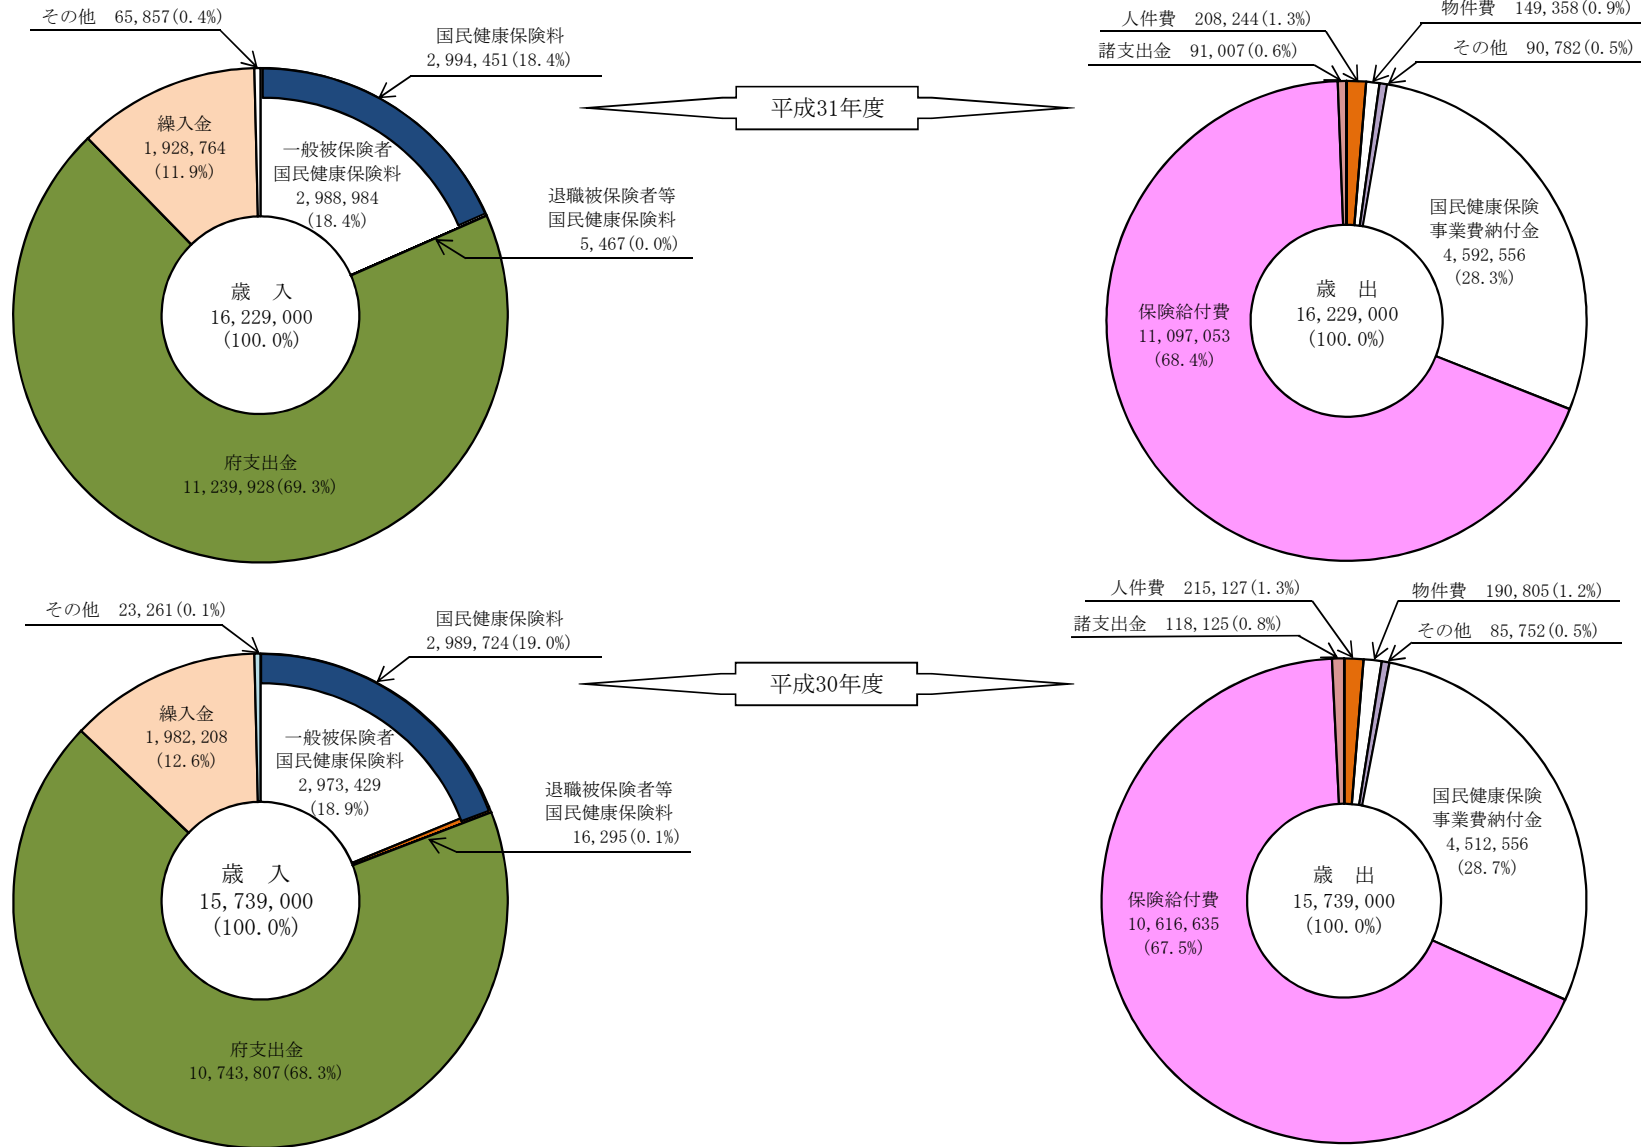 その他 65,857(0.4%)
国民健康保険料
2,994,451(18.4%)
繰入金
1,928,764
(11.9%)
一般被保険者
国民健康保険料
2,988,984
(18.4%)
退職被保険者等
国民健康保険料
5,467(0.0%)
歳 入
16,229,000
(100.0%)
府支出金
11,239,928(69.3%)
平成31年度
人件費 208,244(1.3%)
物件費 149,358(0.9%)
諸支出金 91,007(0.6%)
その他 90,782(0.5%)
国民健康保険
事業費納付金
4,592,556
(28.3%)
保険給付費
11,097,053
(68.4%)
歳 出
16,229,000
(100.0%)
その他 23,261(0.1%)
国民健康保険料
2,989,724(19.0%)
繰入金
1,982,208
(12.6%)
一般被保険者
国民健康保険料
2,973,429
(18.9%)
退職被保険者等
国民健康保険料
16,295(0.1%)
歳 入
15,739,000
(100.0%)
府支出金
10,743,807(68.3%)
平成30年度
人件費 215,127(1.3%)
物件費 190,805(1.2%)
諸支出金 118,125(0.8%)
その他 85,752(0.5%)
国民健康保険
事業費納付金
4,512,556
(28.7%)
保険給付費
10,616,635
(67.5%)
歳 出
15,739,000
(100.0%)